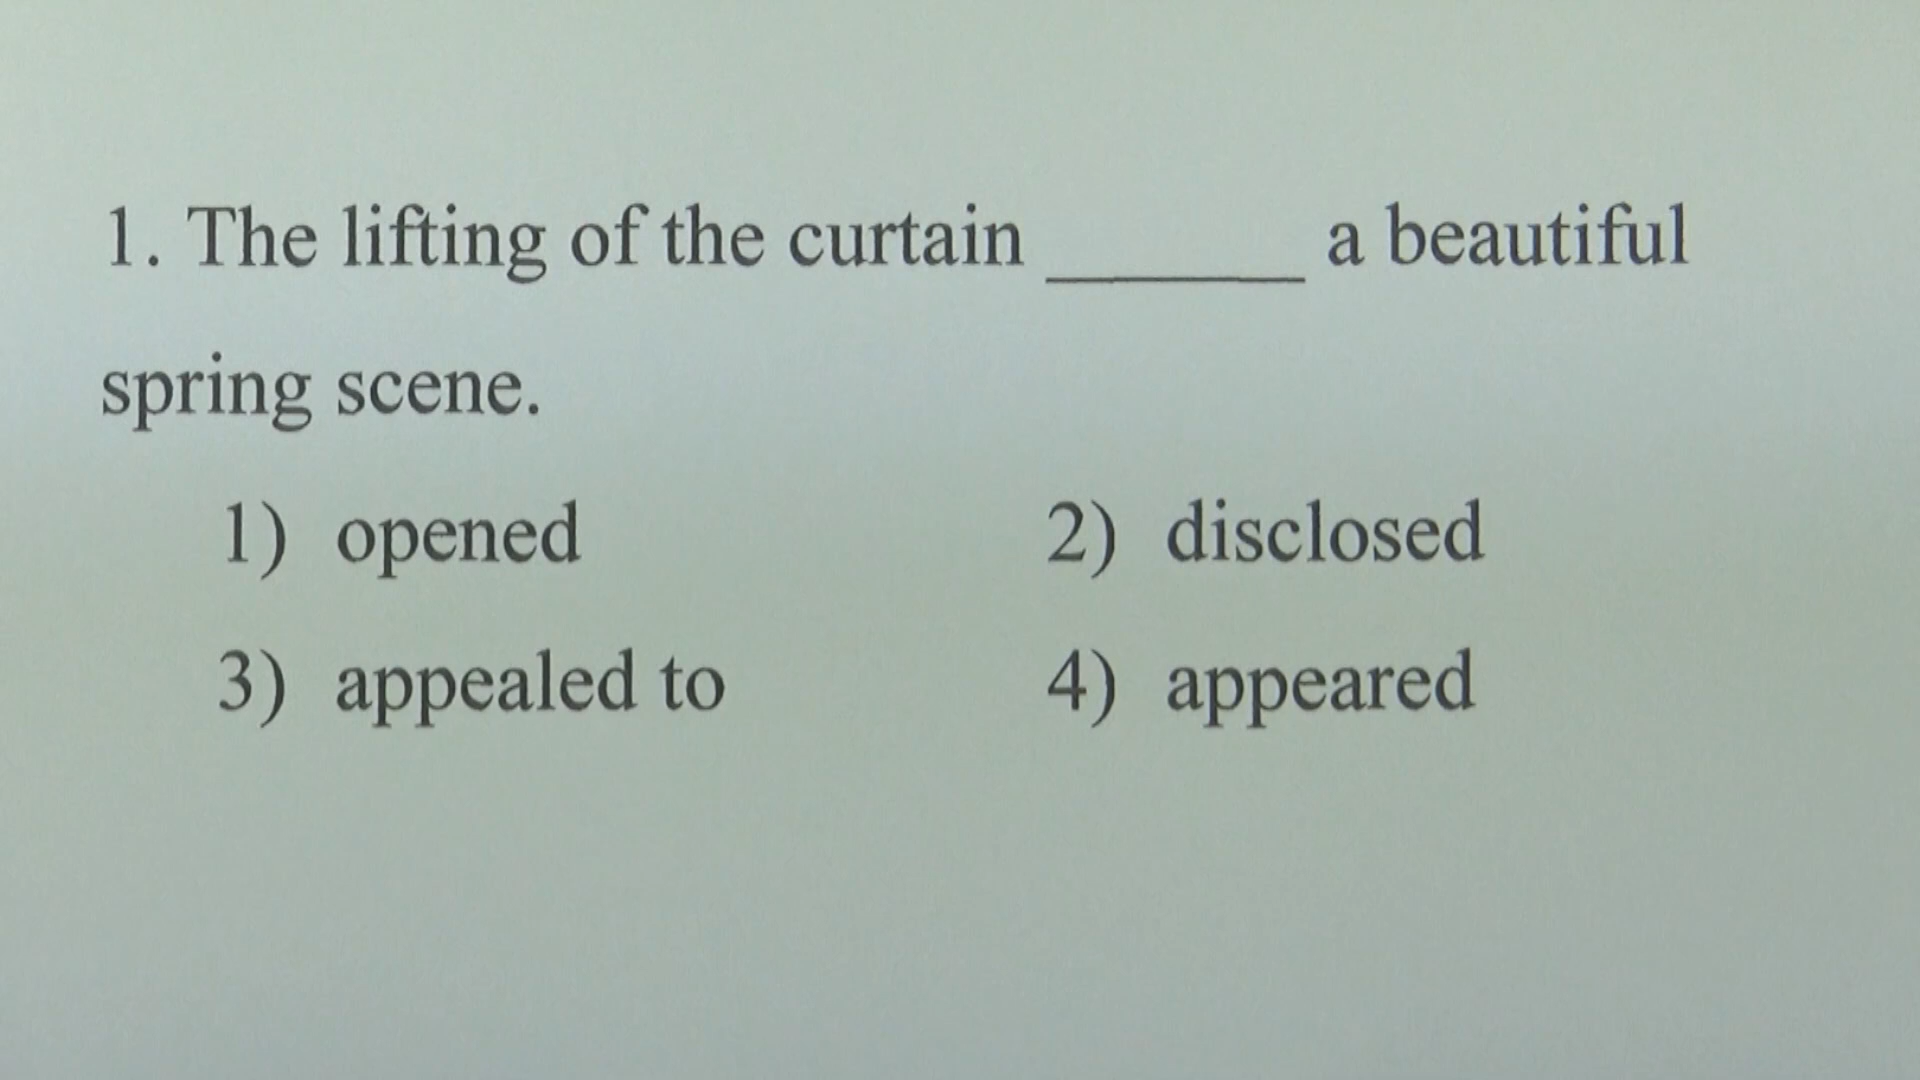 1. The lifting of the curtain ______ a beautiful
spring scene.
1) opened 2) disclosed
3) appealed to 4) appeared